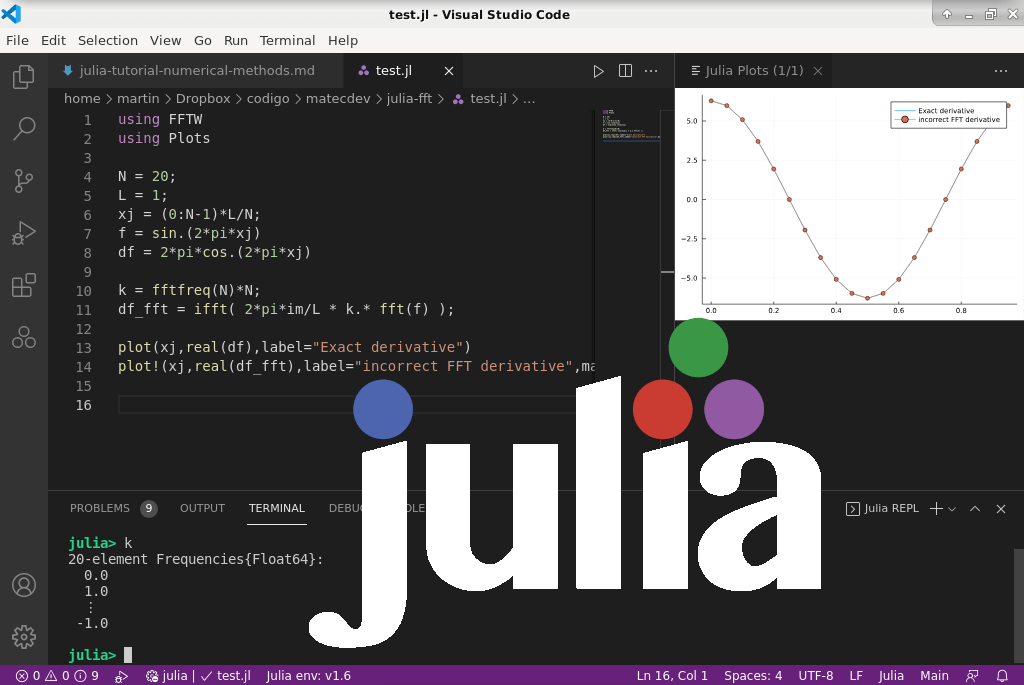 test.jl - Visual Studio Code
File Edit Selection View Go Run Terminal Help
julia-tutorial-numerical-methods.md test.jl Julia Plots (1/1)
home > martin > Dropbox > codigo > matecdev > julia-fft > test.jl > ...
1 using FFTW
2 using Plots
3
4 N = 20;
5 L = 1;
6 xj = (0:N-1)*L/N;
7 f = sin.(2*pi*xj)
8 df = 2*pi*cos.(2*pi*xj)
9
10 k = fftfreq(N)*N;
11 df_fft = ifft( 2*pi*im/L * k.* fft(f) );
12
13 plot(xj,real(df),label="Exact derivative")
14 plot!(xj,real(df_fft),label="incorrect FFT derivative",ma
15
16
Exact derivative
incorrect FFT derivative
5.0
2.5
0.0
−2.5
−5.0
0.0 0.2 0.4 0.6 0.8
julia
PROBLEMS 9 OUTPUT TERMINAL DEBU OLE Julia REPL
julia> k
20-element Frequencies{Float64}:
0.0
1.0
⋮
-1.0
julia>
0 0 9 julia | ✓ test.jl Julia env: v1.6 Ln 16, Col 1 Spaces: 4 UTF-8 LF Julia Main